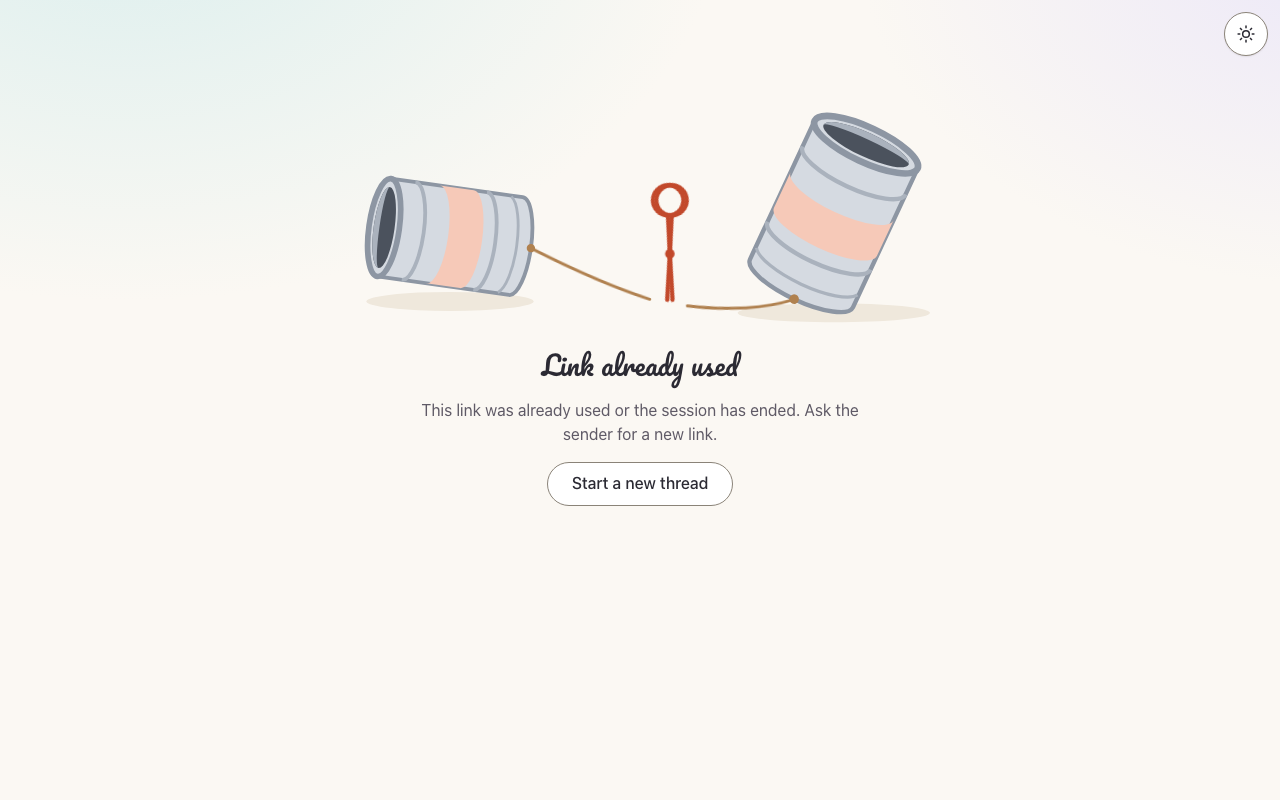 Link already used
This link was already used or the session has ended. Ask the
sender for a new link.
Start a new thread